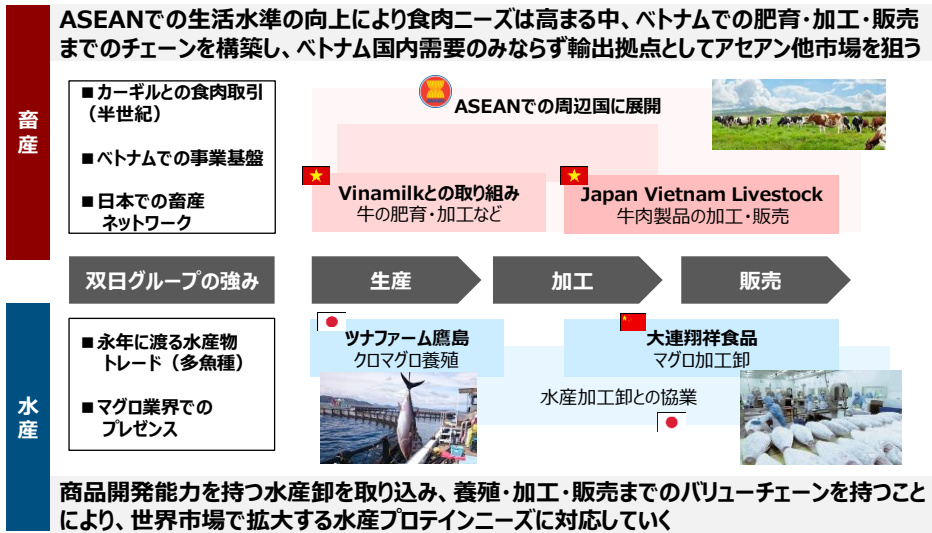 ASEANでの生活水準の向上により食肉ニーズは高まる中、ベトナムでの肥育・加工・販売
までのチェーンを構築し、ベトナム国内需要のみならず輸出拠点としてアセアン他市場を狙う
畜産
■カーギルとの食肉取引
（半世紀）
■ベトナムでの事業基盤
■日本での畜産
ネットワーク
ASEANでの周辺国に展開
Vinamilkとの取り組み
牛の肥育・加工など
Japan Vietnam Livestock
牛肉製品の加工・販売
双日グループの強み
生産
加工
販売
水産
■永年に渡る水産物
トレード（多魚種）
■マグロ業界での
プレゼンス
ツナファーム鷹島
クロマグロ養殖
大連翔祥食品
マグロ加工卸
水産加工卸との協業
商品開発能力を持つ水産卸を取り込み、養殖・加工・販売までのバリューチェーンを持つこと
により、世界市場で拡大する水産プロテインニーズに対応していく